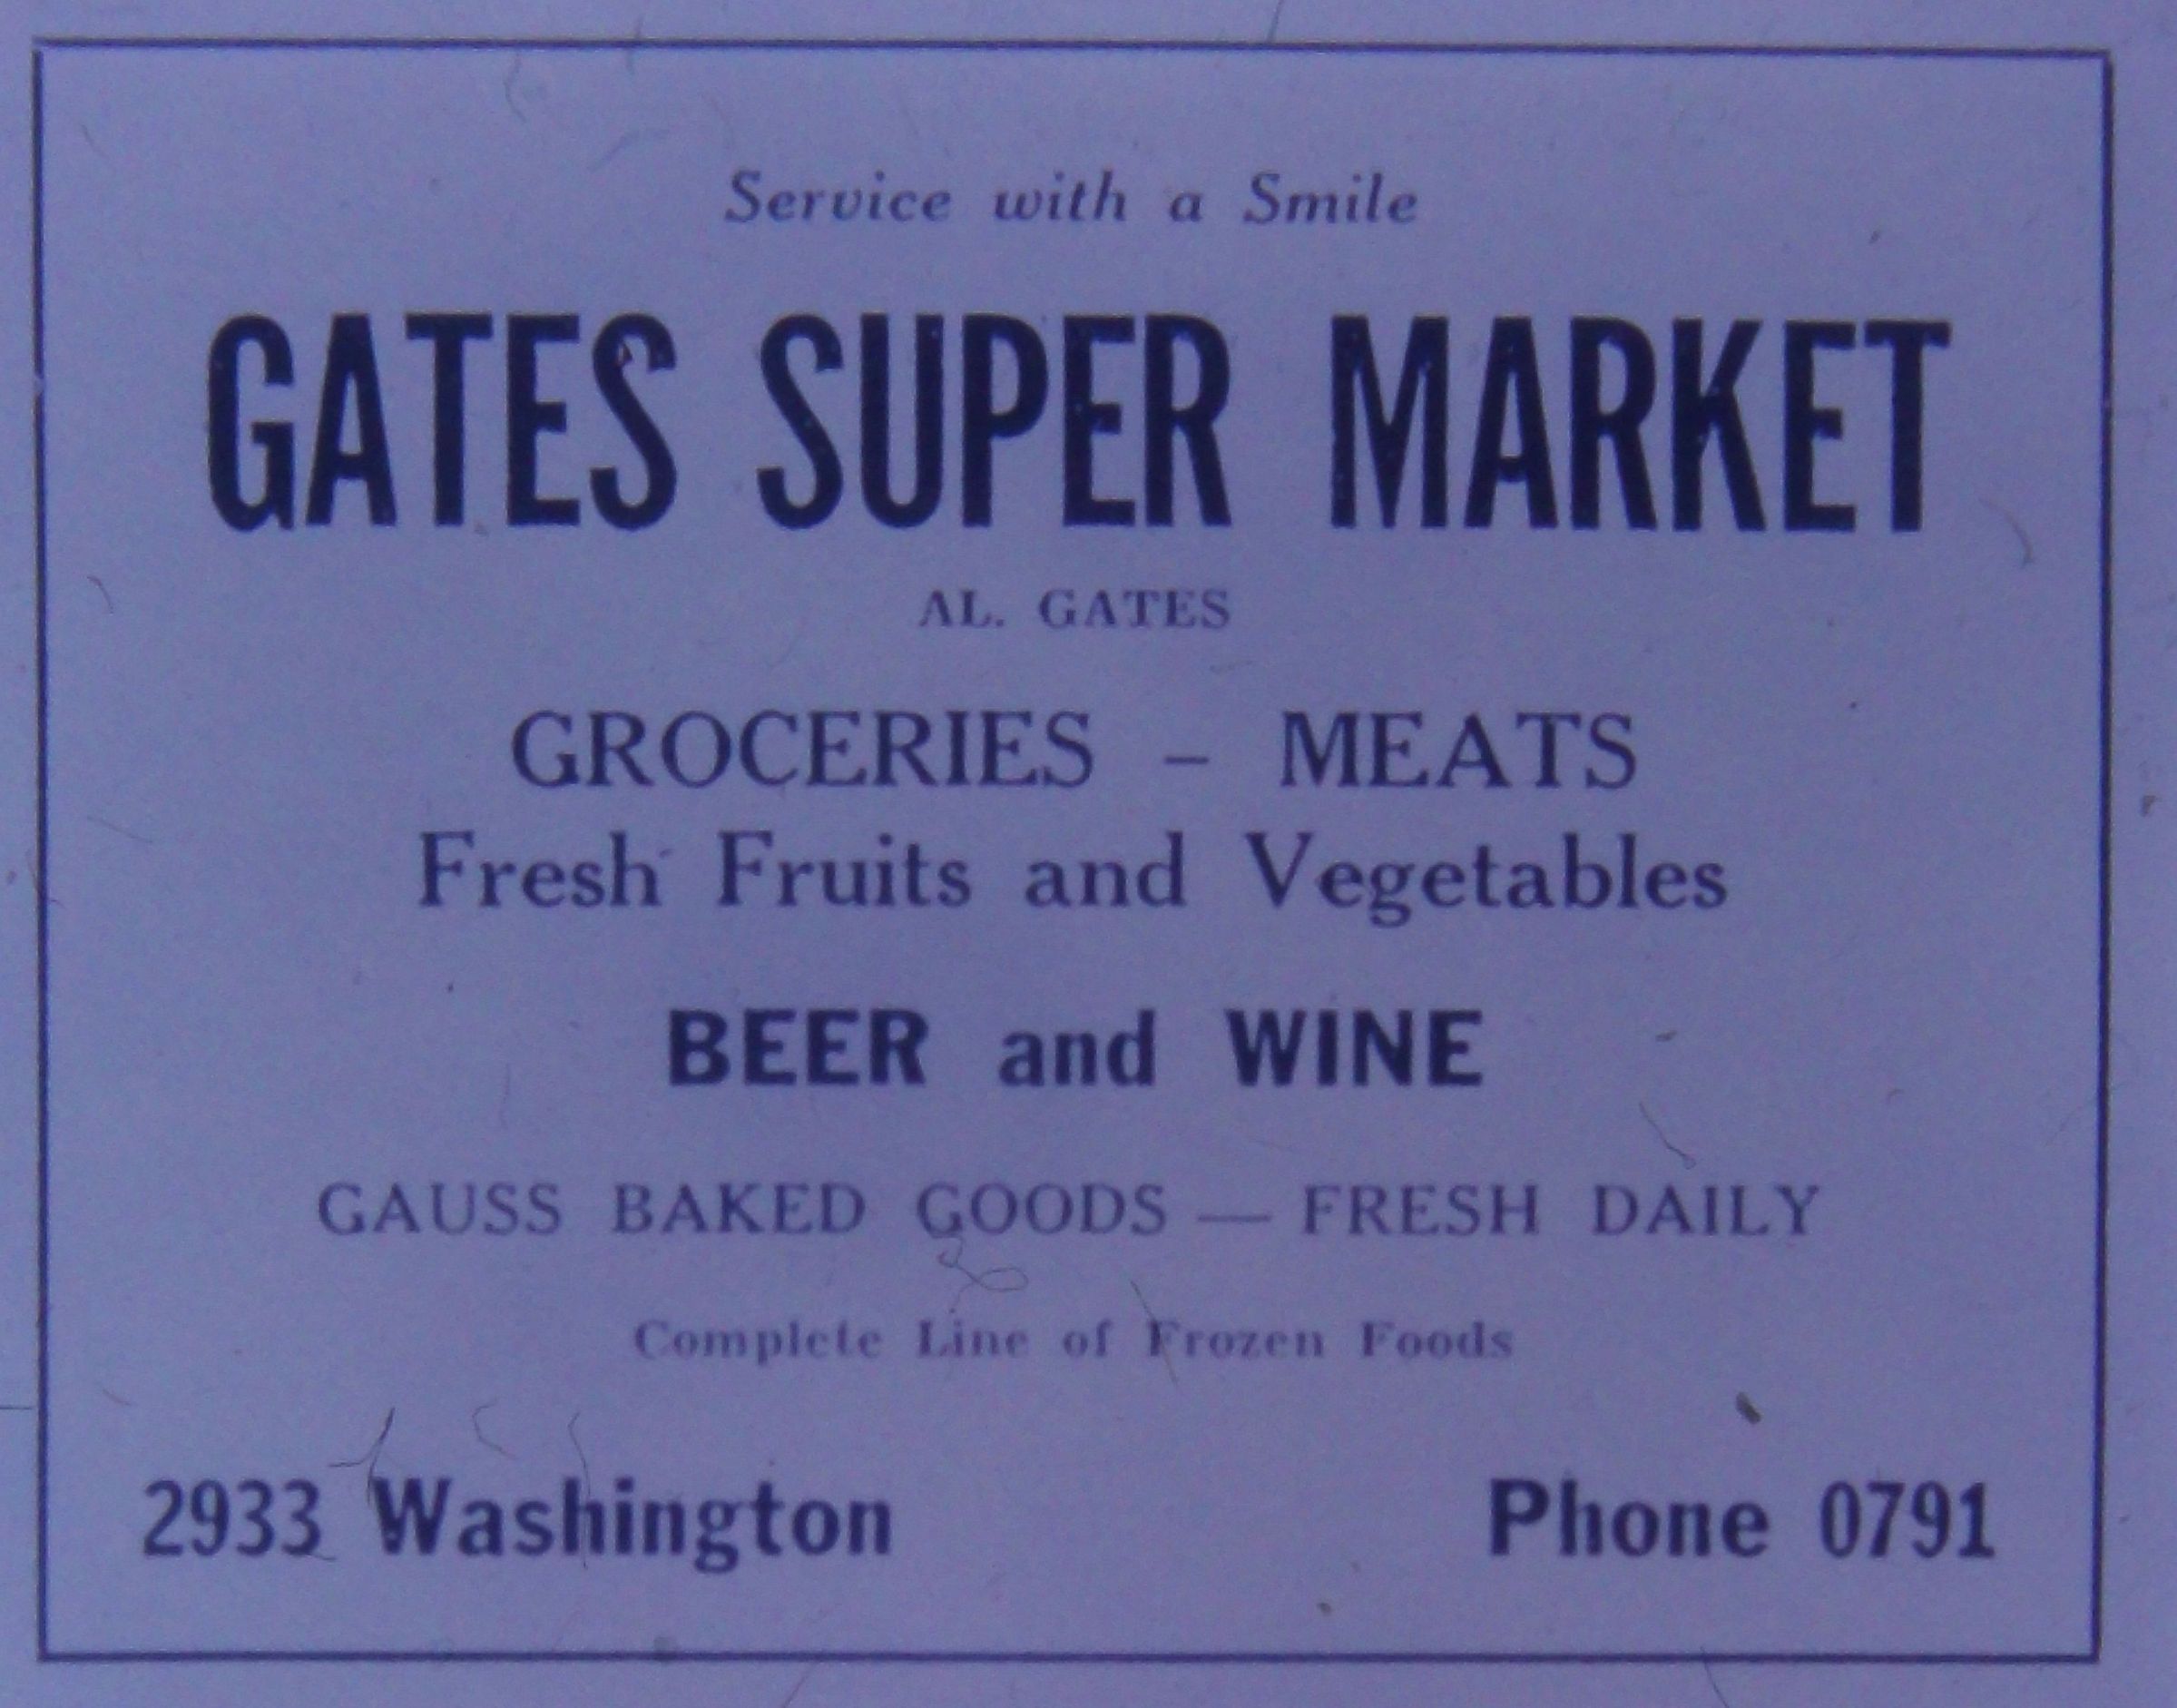 Service with a Smile
GATES SUPER MARKET
AL. GATES
GROCERIES – MEATS
Fresh Fruits and Vegetables
BEER and WINE
GAUSS BAKED GOODS — FRESH DAILY
Complete Line of Frozen Foods
2933 Washington Phone 0791